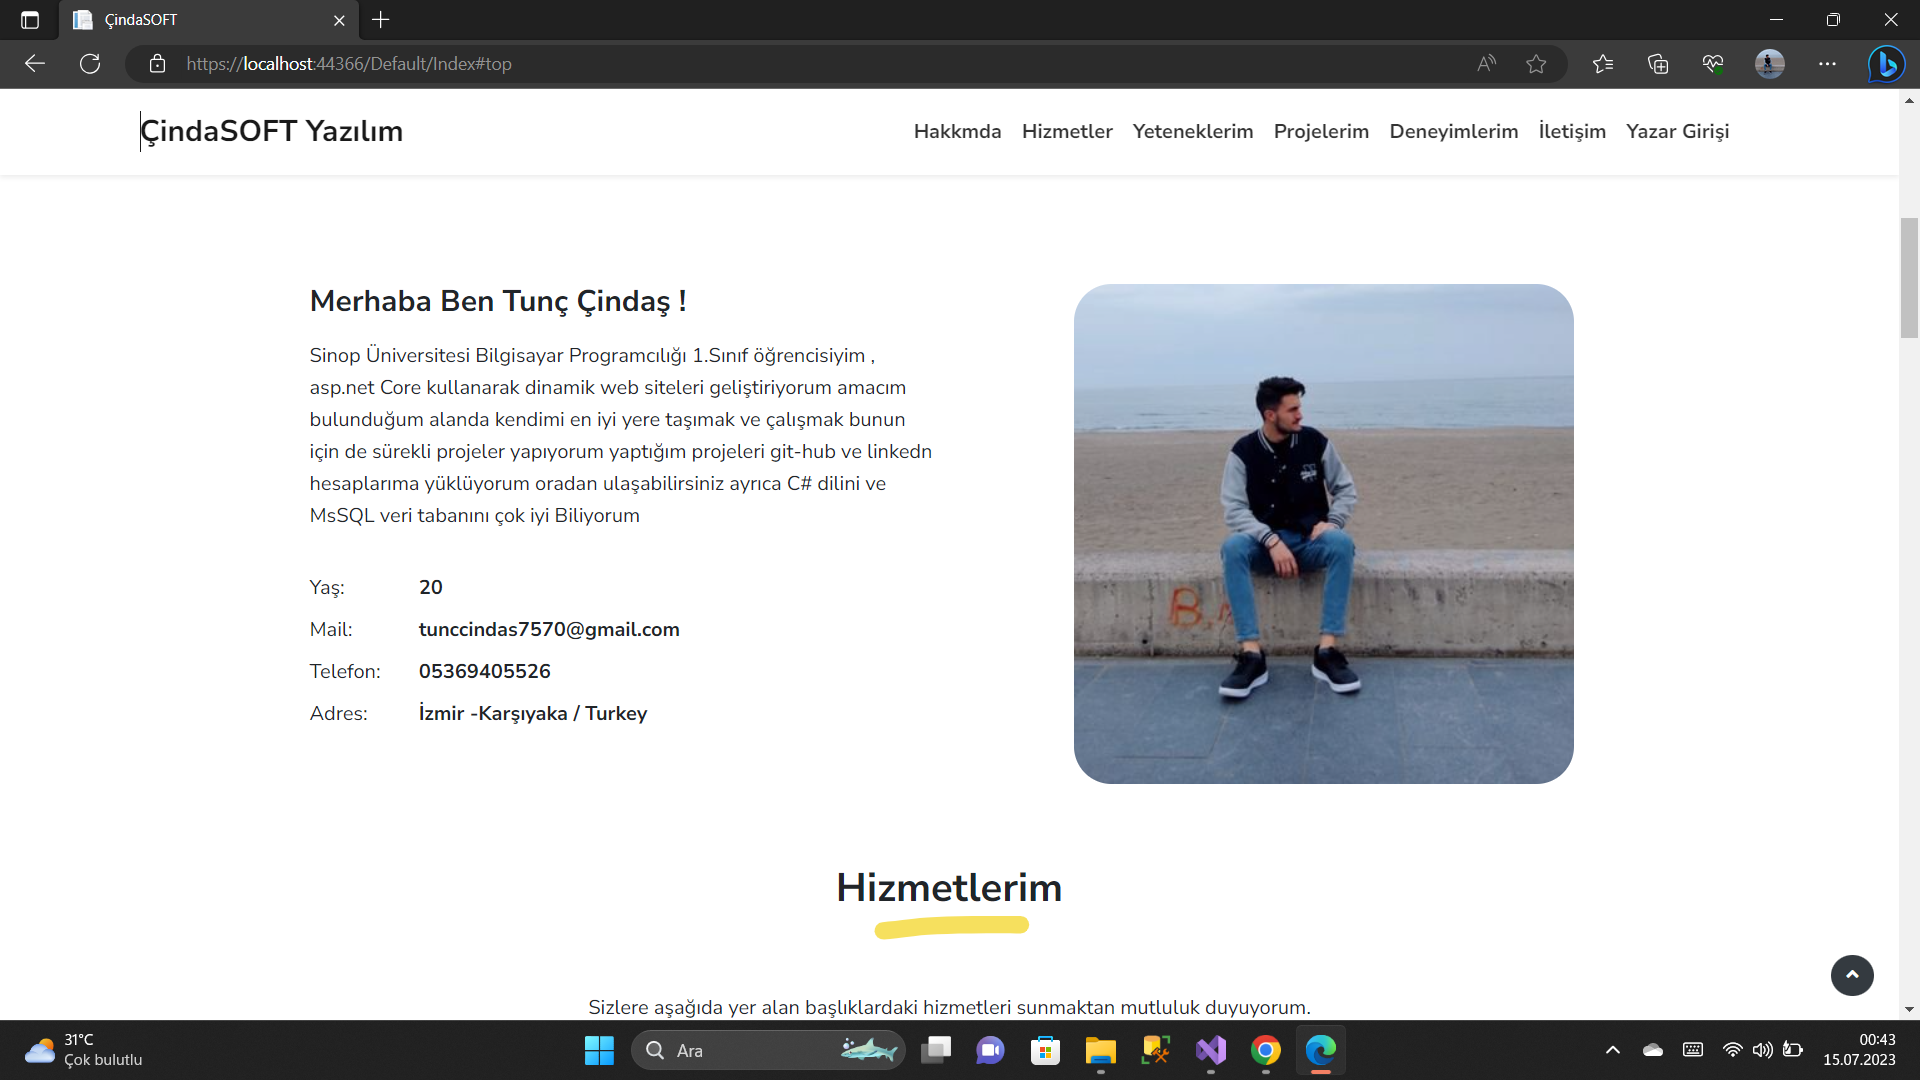 ÇindaSOFT
https://localhost:44366/Default/Index#top
ÇindaSOFT Yazılım
Hakkmda Hizmetler Yeteneklerim Projelerim Deneyimlerim İletişim Yazar Girişi
Merhaba Ben Tunç Çindaş !
Sinop Üniversitesi Bilgisayar Programcılığı 1.Sınıf öğrencisiyim ,
asp.net Core kullanarak dinamik web siteleri geliştiriyorum amacım
bulunduğum alanda kendimi en iyi yere taşımak ve çalışmak bunun
için de sürekli projeler yapıyorum yaptığım projeleri git-hub ve linkedn
hesaplarıma yüklüyorum oradan ulaşabilirsiniz ayrıca C# dilini ve
MsSQL veri tabanını çok iyi Biliyorum
Yaş: 20
Mail: tunccindas7570@gmail.com
Telefon: 05369405526
Adres: İzmir -Karşıyaka / Turkey
Hizmetlerim
Sizlere aşağıda yer alan başlıklardaki hizmetleri sunmaktan mutluluk duyuyorum.
31°C
Çok bulutlu
Ara
00:43
15.07.2023